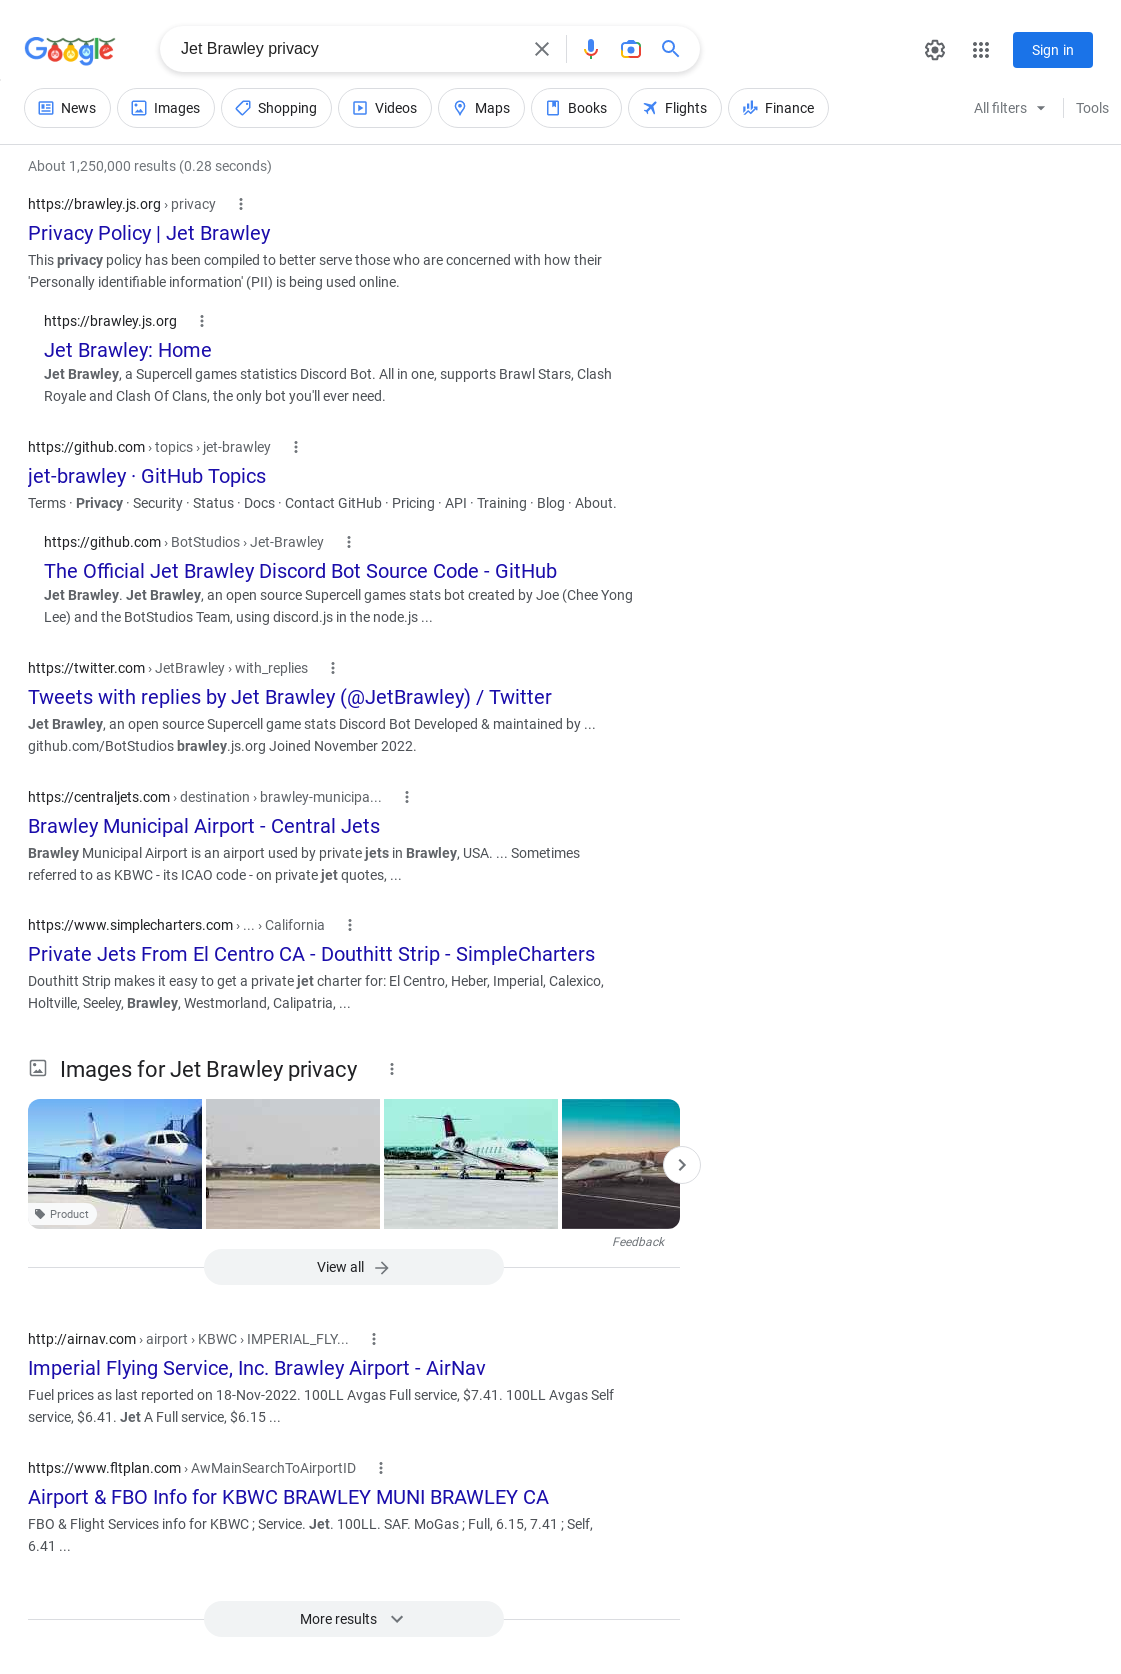 Google
Jet Brawley privacy
Sign in
News
Images
Shopping
Videos
Maps
Books
Flights
Finance
All filters
Tools
About 1,250,000 results (0.28 seconds)
https://brawley.js.org › privacy
Privacy Policy | Jet Brawley
This privacy policy has been compiled to better serve those who are concerned with how their
'Personally identifiable information' (PII) is being used online.
https://brawley.js.org
Jet Brawley: Home
Jet Brawley, a Supercell games statistics Discord Bot. All in one, supports Brawl Stars, Clash
Royale and Clash Of Clans, the only bot you'll ever need.
https://github.com › topics › jet-brawley
jet-brawley · GitHub Topics
Terms · Privacy · Security · Status · Docs · Contact GitHub · Pricing · API · Training · Blog · About.
https://github.com › BotStudios › Jet-Brawley
The Official Jet Brawley Discord Bot Source Code - GitHub
Jet Brawley. Jet Brawley, an open source Supercell games stats bot created by Joe (Chee Yong
Lee) and the BotStudios Team, using discord.js in the node.js ...
https://twitter.com › JetBrawley › with_replies
Tweets with replies by Jet Brawley (@JetBrawley) / Twitter
Jet Brawley, an open source Supercell game stats Discord Bot Developed & maintained by ...
github.com/BotStudios brawley.js.org Joined November 2022.
https://centraljets.com › destination › brawley-municipa...
Brawley Municipal Airport - Central Jets
Brawley Municipal Airport is an airport used by private jets in Brawley, USA. ... Sometimes
referred to as KBWC - its ICAO code - on private jet quotes, ...
https://www.simplecharters.com › ... › California
Private Jets From El Centro CA - Douthitt Strip - SimpleCharters
Douthitt Strip makes it easy to get a private jet charter for: El Centro, Heber, Imperial, Calexico,
Holtville, Seeley, Brawley, Westmorland, Calipatria, ...
Images for Jet Brawley privacy
Product
Feedback
View all
http://airnav.com › airport › KBWC › IMPERIAL_FLY...
Imperial Flying Service, Inc. Brawley Airport - AirNav
Fuel prices as last reported on 18-Nov-2022. 100LL Avgas Full service, $7.41. 100LL Avgas Self
service, $6.41. Jet A Full service, $6.15 ...
https://www.fltplan.com › AwMainSearchToAirportID
Airport & FBO Info for KBWC BRAWLEY MUNI BRAWLEY CA
FBO & Flight Services info for KBWC ; Service. Jet. 100LL. SAF. MoGas ; Full, 6.15, 7.41 ; Self,
6.41 ...
More results